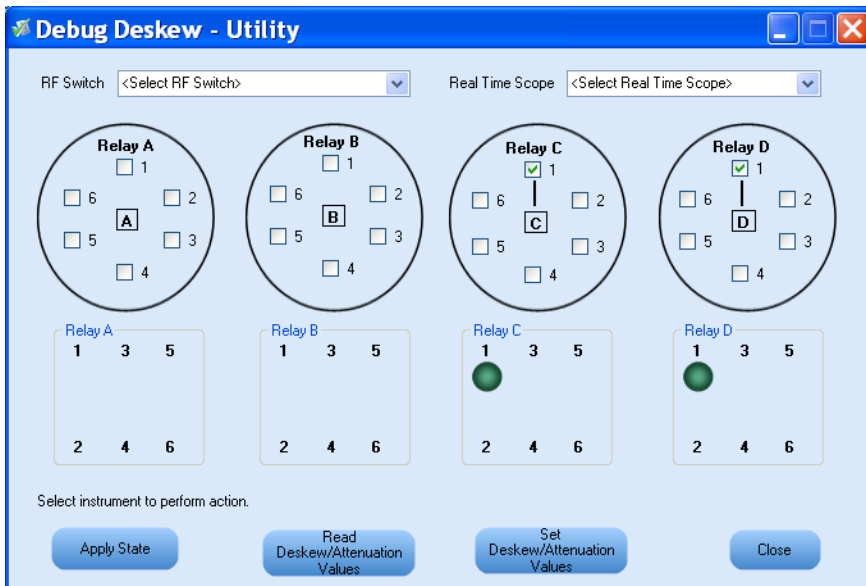 Debug Deskew - Utility
RF Switch <Select RF Switch> Real Time Scope <Select Real Time Scope>
Relay A
1
6 2
A
5 3
4
Relay B
1
6 2
B
5 3
4
Relay C
1
6 2
C
5 3
4
Relay D
1
6 2
D
5 3
4
Relay A
1 3 5
2 4 6
Relay B
1 3 5
2 4 6
Relay C
1 3 5
2 4 6
Relay D
1 3 5
2 4 6
Select instrument to perform action.
Apply State
Read
Deskew/Attenuation
Values
Set
Deskew/Attenuation
Values
Close